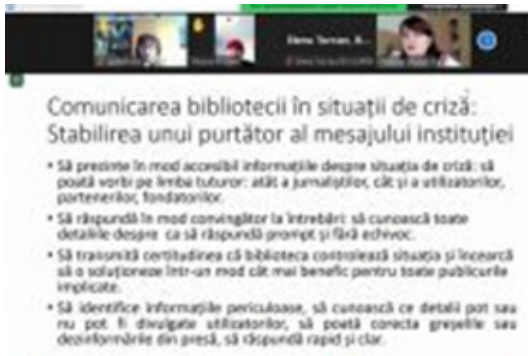 Comunicarea bibliotecii în situații de criză:
Stabilirea unui purtător al mesajului instituției
• Să prezinte în mod accesibil informațiile despre situația de criză: să
poată vorbi pe limba tuturor: atât a jurnaliștilor, cât și a utilizatorilor,
partenerilor, fondatorilor.
• Să răspundă în mod convingător la întrebări: să cunoască toate
detaliile despre ca să răspundă prompt și fără echivoc.
• Să transmită certitudinea că biblioteca controlează situația și încearcă
să o soluționeze într-un mod cât mai benefic pentru toate publicurile
implicate.
• Să identifice informațiile periculoase, să cunoască ce detalii pot sau
nu pot fi divulgate utilizatorilor, să poată corecta greșelile sau
dezinformările din presă, să răspundă rapid și clar.